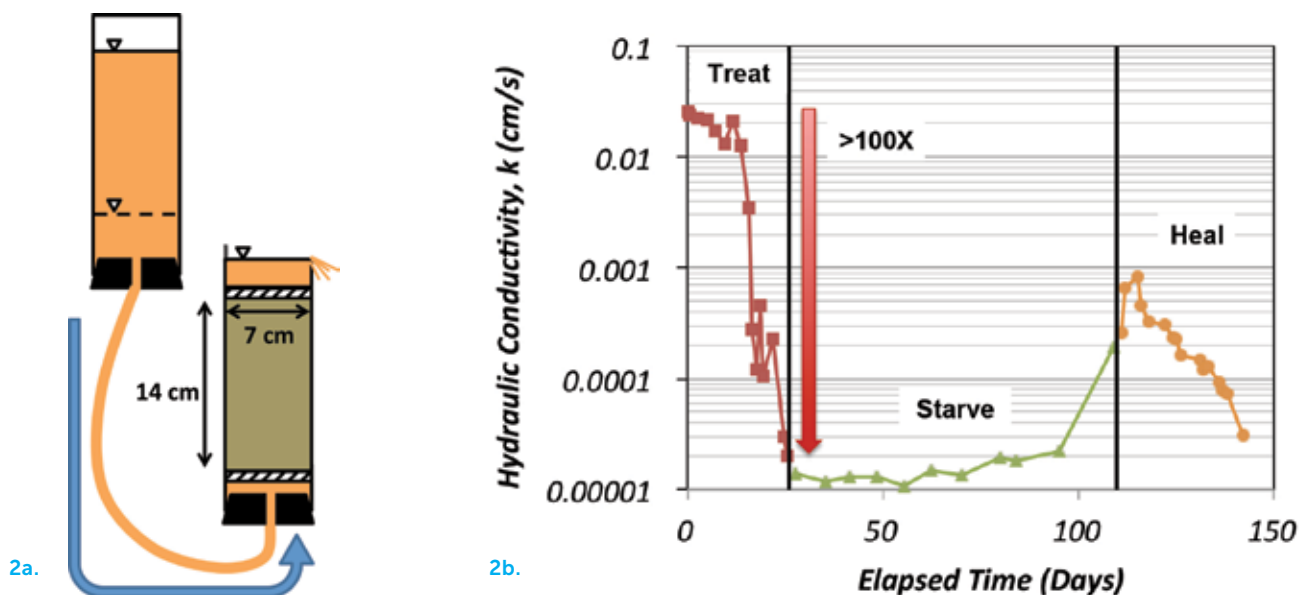 7 cm
14 cm
2a.
Hydraulic Conductivity, k (cm/s)
0.1
0.01
0.001
0.0001
0.00001
Treat
>100X
Starve
Heal
0
50
100
150
Elapsed Time (Days)
2b.